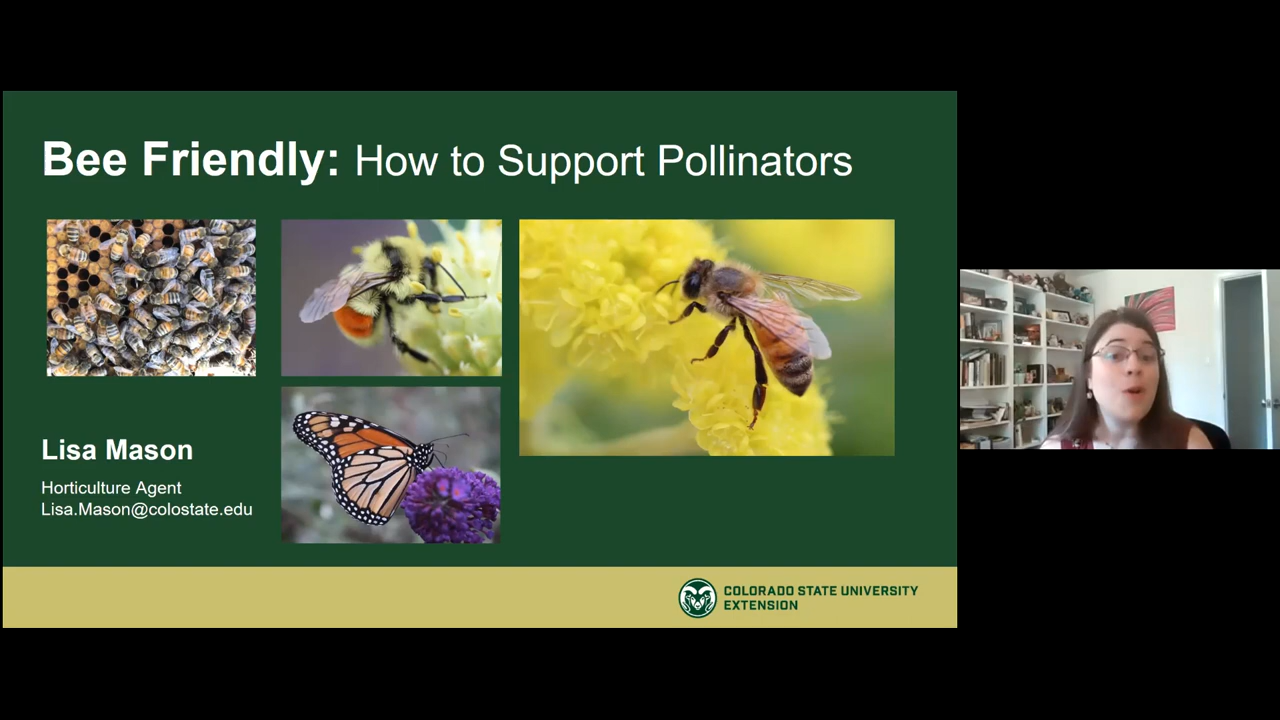 Bee Friendly: How to Support Pollinators
Lisa Mason
Horticulture Agent
Lisa.Mason@colostate.edu
COLORADO STATE UNIVERSITY
EXTENSION